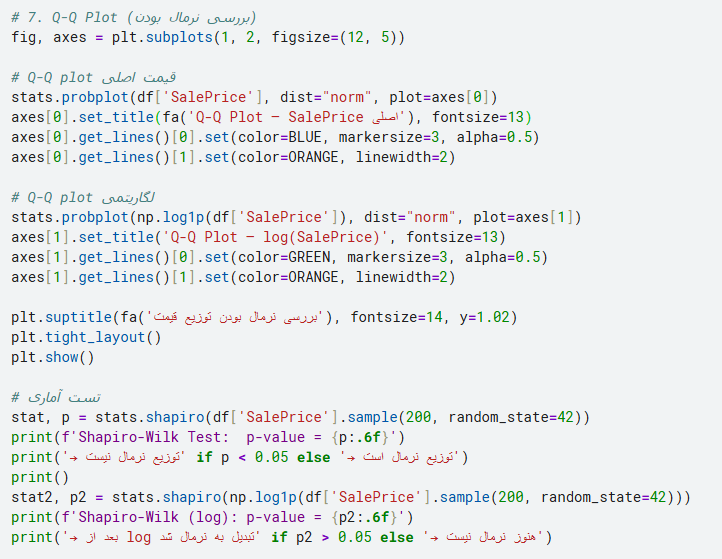 # 7. Q-Q Plot (بررسی نرمال بودن)
fig, axes = plt.subplots(1, 2, figsize=(12, 5))
# Q-Q plot قیمت اصلی
stats.probplot(df['SalePrice'], dist="norm", plot=axes[0])
axes[0].set_title(fa('Q-Q Plot — SalePrice اصلی'), fontsize=13)
axes[0].get_lines()[0].set(color=BLUE, markersize=3, alpha=0.5)
axes[0].get_lines()[1].set(color=ORANGE, linewidth=2)
# Q-Q plot لگاریتمی
stats.probplot(np.log1p(df['SalePrice']), dist="norm", plot=axes[1])
axes[1].set_title('Q-Q Plot — log(SalePrice)', fontsize=13)
axes[1].get_lines()[0].set(color=GREEN, markersize=3, alpha=0.5)
axes[1].get_lines()[1].set(color=ORANGE, linewidth=2)
plt.suptitle(fa('بررسی نرمال بودن توزیع قیمت'), fontsize=14, y=1.02)
plt.tight_layout()
plt.show()
# تست آماری
stat, p = stats.shapiro(df['SalePrice'].sample(200, random_state=42))
print(f'Shapiro-Wilk Test:  p-value = {p:.6f}')
print('→ توزیع نرمال نیست' if p < 0.05 else '→ توزیع نرمال است')
print()
stat2, p2 = stats.shapiro(np.log1p(df['SalePrice'].sample(200, random_state=42)))
print(f'Shapiro-Wilk (log): p-value = {p2:.6f}')
print('→ بعد از log تبدیل به نرمال شد' if p2 > 0.05 else '→ هنوز نرمال نیست')